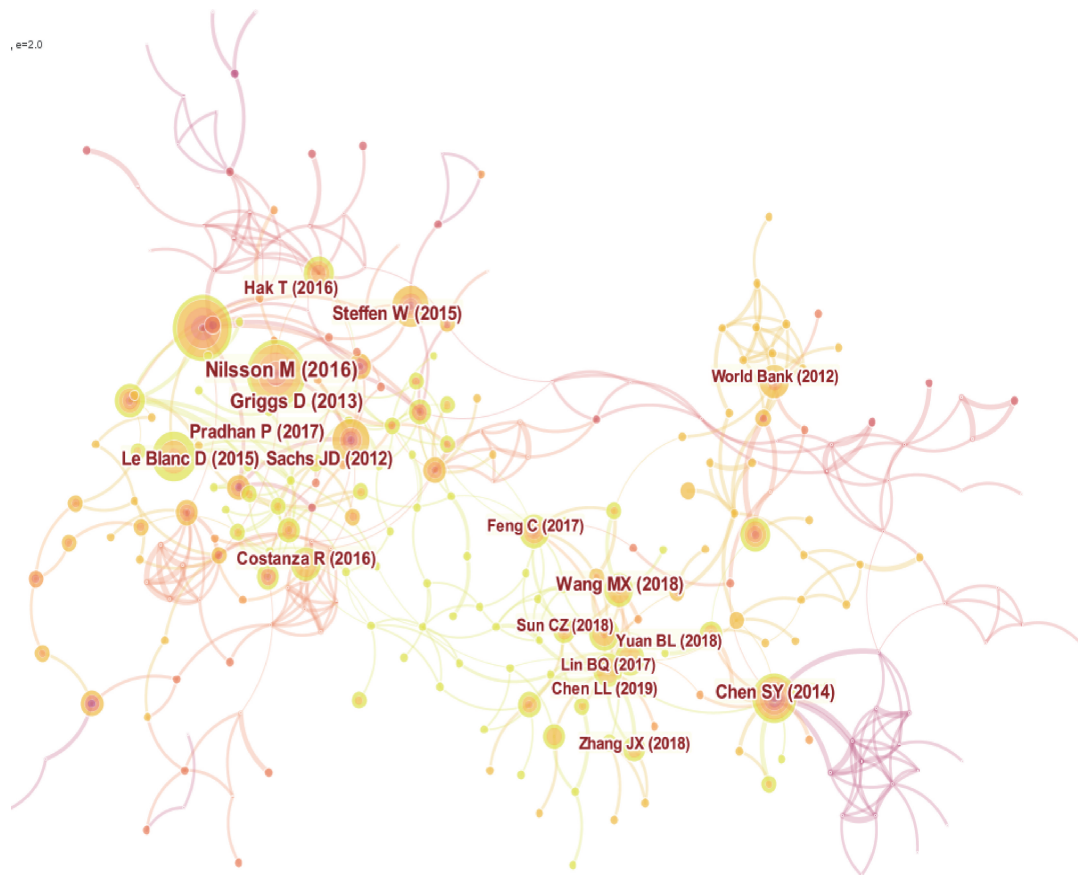 , e=2.0
Hak T (2016)
Steffen W (2015)
Nilsson M (2016)
World Bank (2012)
Griggs D (2013)
Pradhan P (2017)
Le Blanc D (2015) Sachs JD (2012)
Feng C (2017)
Costanza R (2016)
Wang MX (2018)
Sun CZ (2018)
Yuan BL (2018)
Lin BQ (2017)
Chen LL (2019)
Chen SY (2014)
Zhang JX (2018)